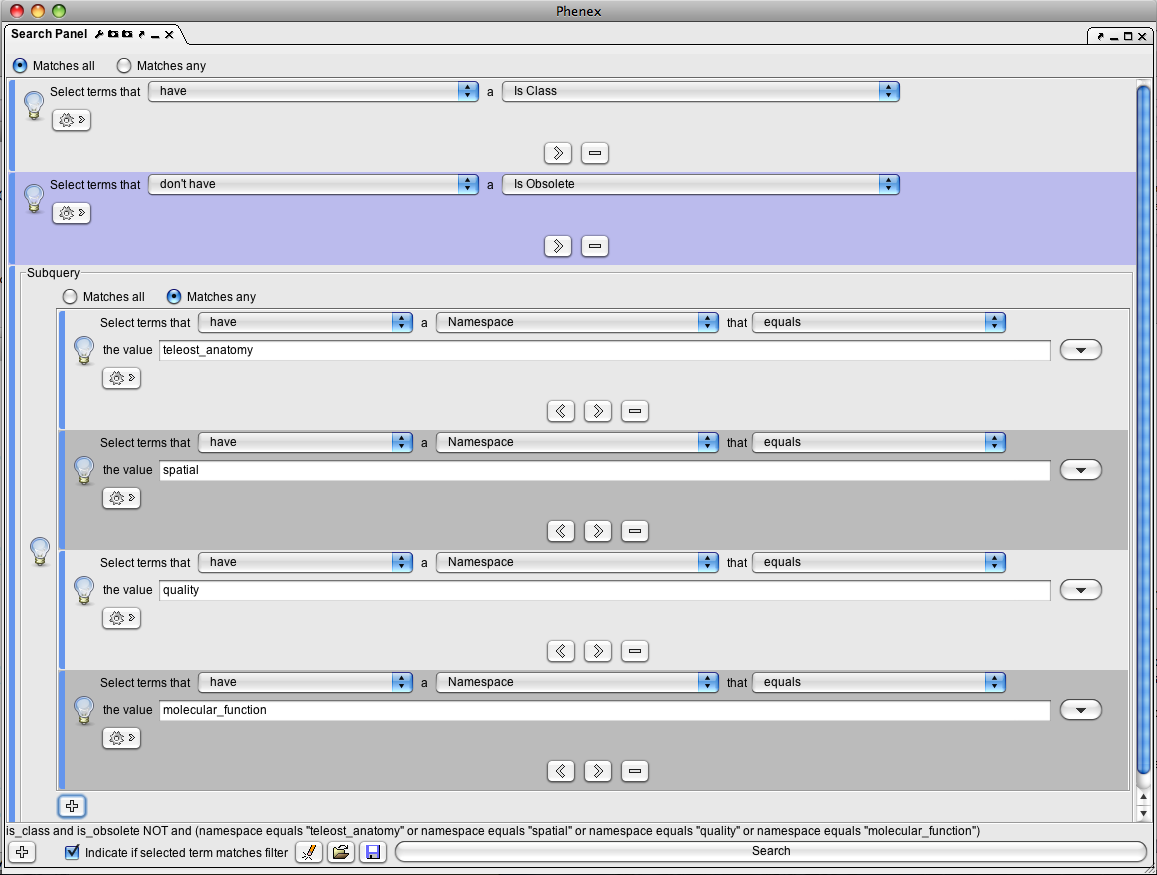 Phenex
Search Panel
Matches all Matches any
Select terms that have a Is Class
Select terms that don't have a Is Obsolete
Subquery
Matches all Matches any
Select terms that have a Namespace that equals
the value teleost_anatomy
Select terms that have a Namespace that equals
the value spatial
Select terms that have a Namespace that equals
the value quality
Select terms that have a Namespace that equals
the value molecular_function
is_class and is_obsolete NOT and (namespace equals "teleost_anatomy" or namespace equals "spatial" or namespace equals "quality" or namespace equals "molecular_function")
Indicate if selected term matches filter Search